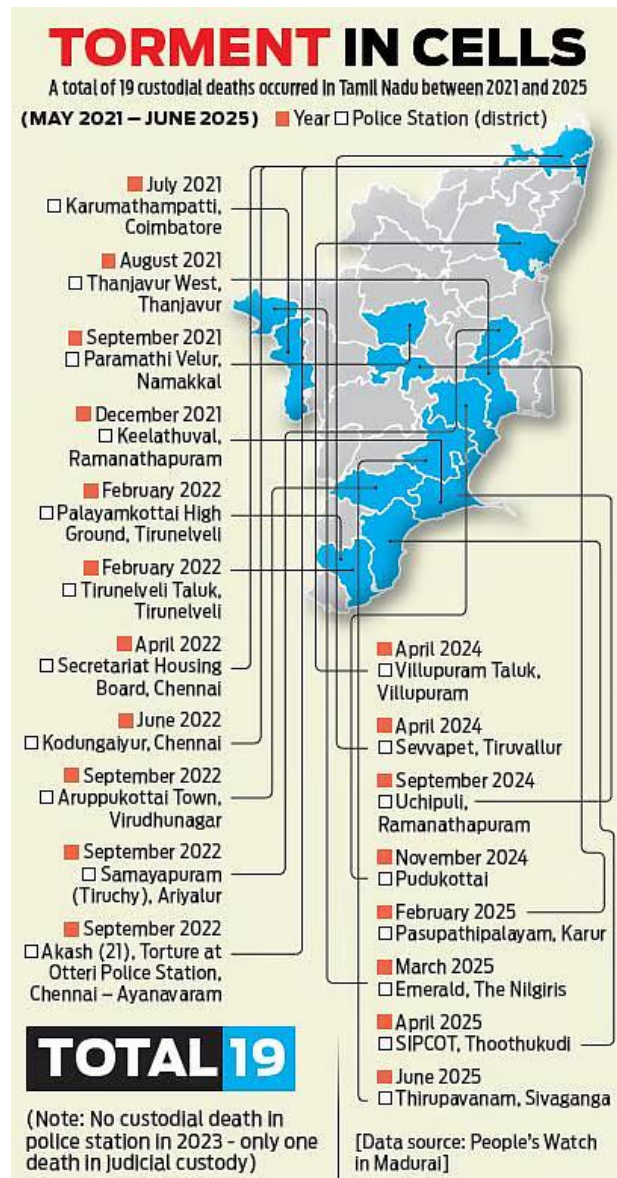 TORMENT IN CELLS
A total of 19 custodial deaths occurred in Tamil Nadu between 2021 and 2025
(MAY 2021 – JUNE 2025) Year Police Station (district)
July 2021
Karumathampatti,
Coimbatore
August 2021
Thanjavur West,
Thanjavur
September 2021
Paramathi Velur,
Namakkal
December 2021
Keelathuval,
Ramanathapuram
February 2022
Palayamkottai High
Ground, Tirunelveli
February 2022
Tirunelveli Taluk,
Tirunelveli
April 2022
Secretariat Housing
Board, Chennai
June 2022
Kodungaiyur, Chennai
September 2022
Aruppukottai Town,
Virudhunagar
September 2022
Samayapuram
(Tiruchy), Ariyalur
September 2022
Akash (21), Torture at
Otteri Police Station,
Chennai – Ayanavaram
April 2024
Villupuram Taluk,
Villupuram
April 2024
Sevvapet, Tiruvallur
September 2024
Uchipuli,
Ramanathapuram
November 2024
Pudukottai
February 2025
Pasupathipalayam, Karur
March 2025
Emerald, The Nilgiris
April 2025
SIPCOT, Thoothukudi
June 2025
Thirupavanam, Sivaganga
TOTAL 19
(Note: No custodial death in
police station in 2023 - only one
death in judicial custody)
[Data source: People's Watch
in Madurai]